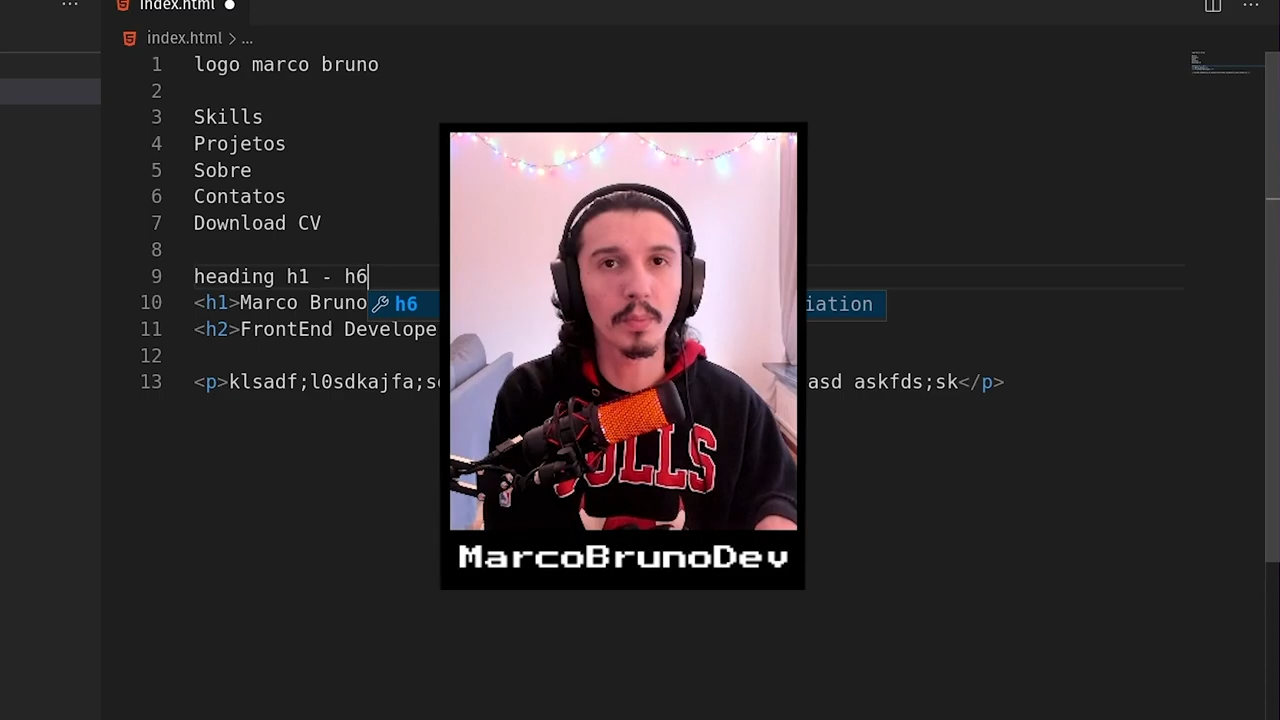 index.html
index.html > ...
1 logo marco bruno
2
3 Skills
4 Projetos
5 Sobre
6 Contatos
7 Download CV
8
9 heading h1 - h6
10 <h1>Marco Bruno
h6 iation
11 <h2>FrontEnd Develope
12
13 <p>klsadf;l0sdkajfa;s asd askfds;sk</p>
BULLS
MarcoBrunoDev